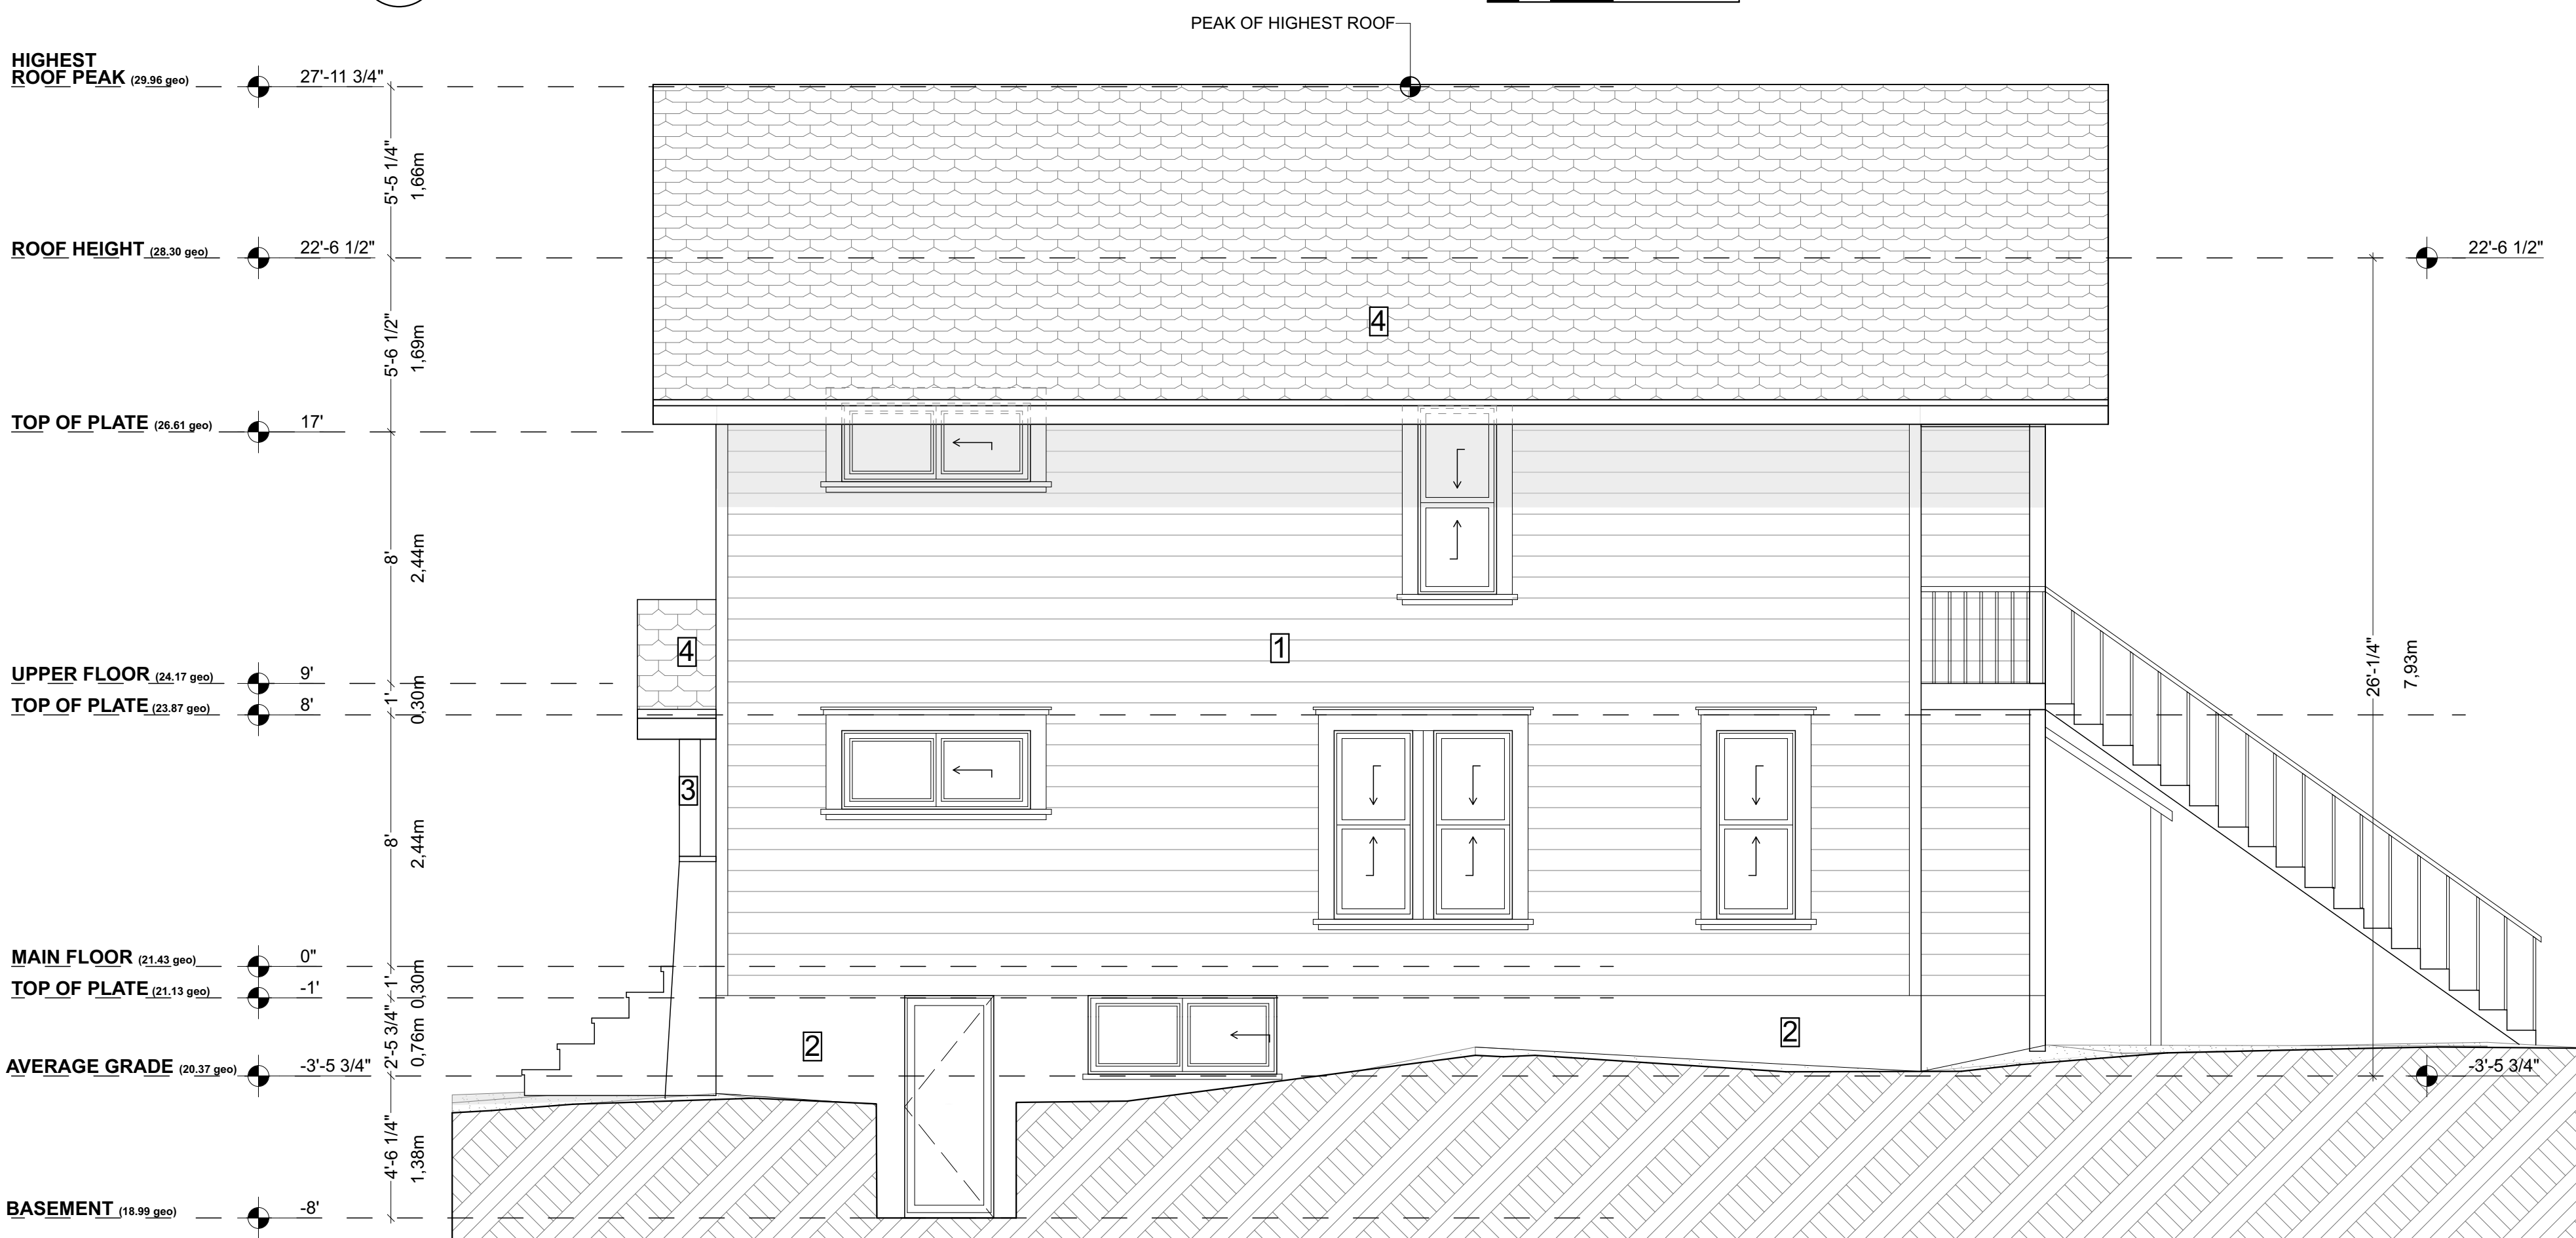 PEAK OF HIGHEST ROOF
HIGHEST
ROOF PEAK (29.96 geo) 27'-11 3/4"
5'-5 1/4"
1,66m
ROOF HEIGHT (28.30 geo) 22'-6 1/2"
22'-6 1/2"
5'-6 1/2"
1,69m
4
TOP OF PLATE (26.61 geo) 17'
8'
2,44m
4
1
UPPER FLOOR (24.17 geo) 9'
1'
0,30m
TOP OF PLATE (23.87 geo) 8'
26'-1/4"
7,93m
3
8'
2,44m
MAIN FLOOR (21.43 geo) 0"
1'
0,30m
TOP OF PLATE (21.13 geo) -1'
2'-5 3/4"
0,76m
2
2
AVERAGE GRADE (20.37 geo) -3'-5 3/4"
-3'-5 3/4"
4'-6 1/4"
1,38m
BASEMENT (18.99 geo) -8'